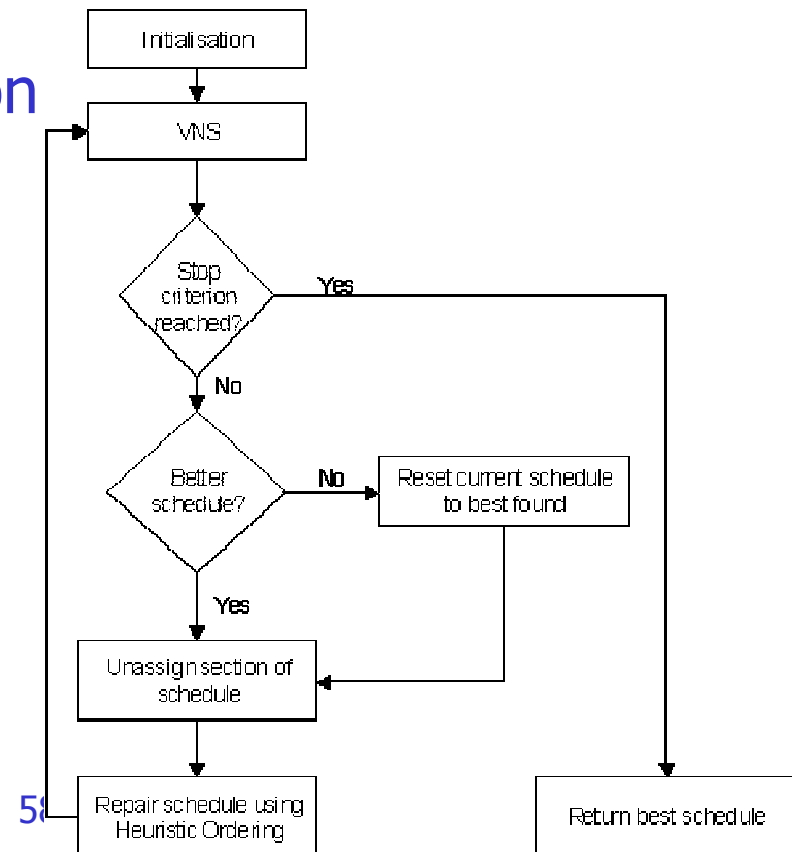 Initialisation
on
VNS
Stop
criterion
reached?
Yes
No
Better
schedule?
No
Reset current schedule
to best found
Yes
Unassign section of
schedule
Repair schedule using
Heuristic Ordering
Return best schedule